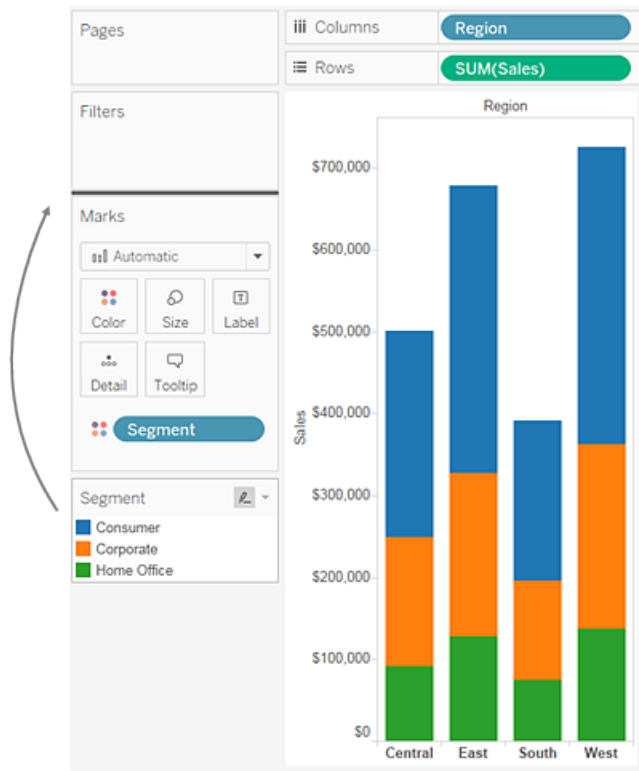 Pages
Columns
Region
Rows
SUM(Sales)
Filters
Marks
Automatic
Color
Size
T
Label
Detail
Tooltip
Segment
Segment
Consumer
Corporate
Home Office
Region
Sales
$700,000
$600,000
$500,000
$400,000
$300,000
$200,000
$100,000
$0
Central
East
South
West